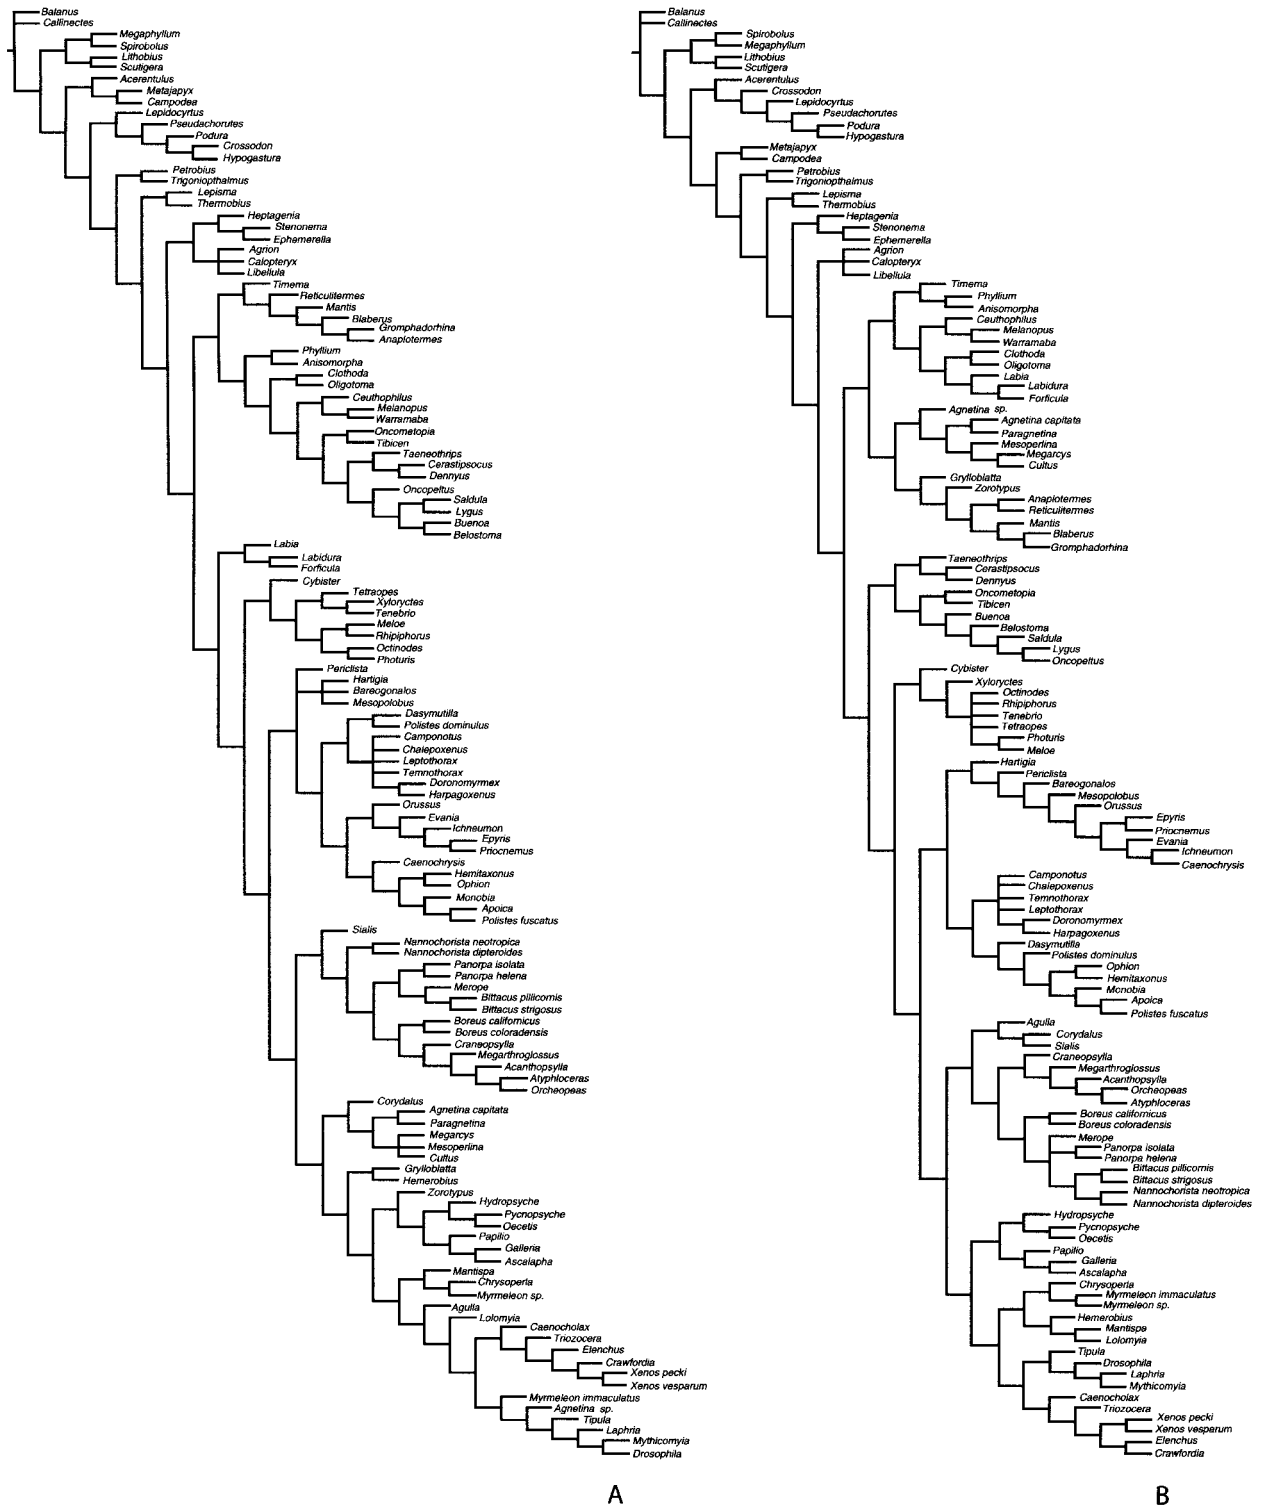 Balanus
Callinectes
Megaphyllum
Spirobolus
Lithobius
Scutigera
Acerentulus
Metajapyx
Campodea
Lepidocyrtus
Pseudachorutes
Podura
Crossodon
Hypogastura
Petrobius
Trigoniopthalmus
Lepisma
Thermobius
Heptagenia
Stenonema
Ephemerella
Agrion
Calopteryx
Libellula
Timema
Reticulitermes
Mantis
Blaberus
Gromphadorhina
Anaplotermes
Phyllium
Anisomorpha
Clothoda
Oligotoma
Ceuthophilus
Melanopus
Warramaba
Oncometopia
Tibicen
Taeneothrips
Cerastipsocus
Dennyus
Oncopeltus
Saldula
Lygus
Buenoa
Belostoma
Labia
Labidura
Forficula
Cybister
Tetraopes
Xyloryctes
Tenebrio
Meloe
Rhipiphorus
Octinodes
Photuris
Periclista
Hartigia
Bareogonalos
Mesopolobus
Dasymutilla
Polistes dominulus
Camponotus
Chalepoxenus
Leptothorax
Temnothorax
Doronomyrmex
Harpagoxenus
Orussus
Evania
Ichneumon
Epyris
Priocnemus
Caenochrysis
Hemitaxonus
Ophion
Monobia
Apoica
Polistes fuscatus
Sialis
Nannochorista neotropica
Nannochorista dipteroides
Panorpa isolata
Panorpa helena
Merope
Bittacus pillicornis
Bittacus strigosus
Boreus californicus
Boreus coloradensis
Craneopsylla
Megarthroglossus
Acanthopsylla
Atyphloceras
Orcheopeas
Corydalus
Agnetina capitata
Paragnetina
Megarcys
Mesoperlina
Cultus
Grylloblatta
Hemerobius
Zorotypus
Hydropsyche
Pycnopsyche
Oecetis
Papilio
Galleria
Ascalapha
Mantispa
Chrysoperla
Myrmeleon sp.
Agulla
Lolomyia
Caenocholax
Triozocera
Elenchus
Crawfordia
Xenos pecki
Xenos vesparum
Myrmeleon immaculatus
Agnetina sp.
Tipula
Laphria
Mythicomyia
Drosophila
A
Balanus
Callinectes
Spirobolus
Megaphyllum
Lithobius
Scutigera
Acerentulus
Crossodon
Lepidocyrtus
Pseudachorutes
Podura
Hypogastura
Metajapyx
Campodea
Petrobius
Trigoniopthalmus
Lepisma
Thermobius
Heptagenia
Stenonema
Ephemerella
Agrion
Calopteryx
Libellula
Timema
Phyllium
Anisomorpha
Ceuthophilus
Melanopus
Warramaba
Clothoda
Oligotoma
Labia
Labidura
Forficula
Agnetina sp.
Agnetina capitata
Paragnetina
Mesoperlina
Megarcys
Cultus
Grylloblatta
Zorotypus
Anaplotermes
Reticulitermes
Mantis
Blaberus
Gromphadorhina
Taeneothrips
Cerastipsocus
Dennyus
Oncometopia
Tibicen
Buenoa
Belostoma
Saldula
Lygus
Oncopeltus
Cybister
Xyloryctes
Octinodes
Rhipiphorus
Tenebrio
Tetraopes
Photuris
Meloe
Hartigia
Periclista
Bareogonalos
Mesopolobus
Orussus
Epyris
Priocnemus
Evania
Ichneumon
Caenochrysis
Camponotus
Chalepoxenus
Temnothorax
Leptothorax
Doronomyrmex
Harpagoxenus
Dasymutilla
Polistes dominulus
Ophion
Hemitaxonus
Monobia
Apoica
Polistes fuscatus
Agulla
Corydalus
Sialis
Craneopsylla
Megarthroglossus
Acanthopsylla
Orcheopeas
Atyphloceras
Boreus californicus
Boreus coloradensis
Merope
Panorpa isolata
Panorpa helena
Bittacus pillicornis
Bittacus strigosus
Nannochorista neotropica
Nannochorista dipteroides
Hydropsyche
Pycnopsyche
Oecetis
Papilio
Galleria
Ascalapha
Chrysoperla
Myrmeleon immaculatus
Myrmeleon sp.
Hemerobius
Mantispa
Lolomyia
Tipula
Drosophila
Laphria
Mythicomyia
Caenocholax
Triozocera
Xenos pecki
Xenos vesparum
Elenchus
Crawfordia
B